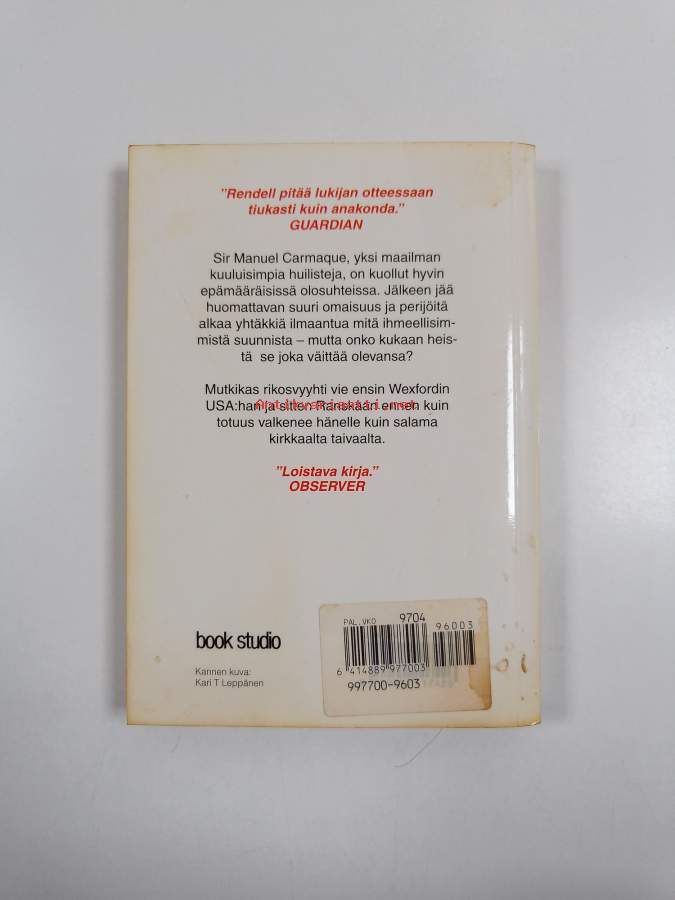 "Rendell pitää lukijan otteessaan
tiukasti kuin anakonda."
GUARDIAN
Sir Manuel Carmaque, yksi maailman
kuuluisimpia huilisteja, on kuollut hyvin
epämääräisissä olosuhteissa. Jälkeen jää
huomattavan suuri omaisuus ja perijöitä
alkaa yhtäkkiä ilmaantua mitä ihmeellisim-
mistä suunnista – mutta onko kukaan heis-
tä se joka väittää olevansa?
Mutkikas rikosvyyhti vie ensin Wexfordin
USA:han ja sitten Ranskaan ennen kuin
Antikvariaatti.net
totuus valkenee hänelle kuin salama
kirkkaalta taivaalta.
"Loistava kirja."
OBSERVER
book studio
Kannen kuva:
Kari T Leppänen
PAL.VKO 9704
96003
6 414889 977003
997700-9603